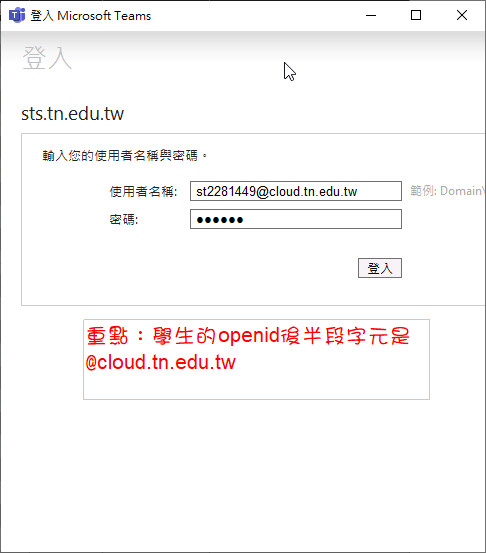 登入 Microsoft Teams
登入
sts.tn.edu.tw
輸入您的使用者名稱與密碼。
使用者名稱: st2281449@cloud.tn.edu.tw 範例: Domain\
密碼: ●●●●●●
登入
重點：學生的openid後半段字元是
@cloud.tn.edu.tw